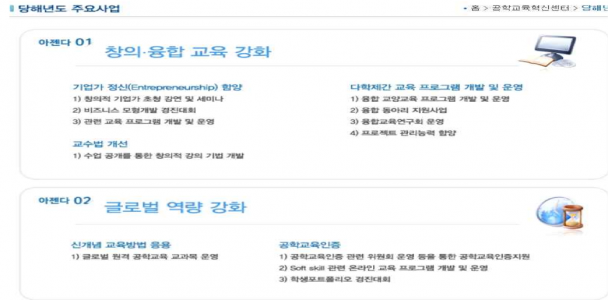 당해년도 주요사업
홈 > 공학교육혁신센터 > 당해년
아젠다 01
창의·융합 교육 강화
기업가 정신(Entrepreneurship) 함양
1) 창의적 기업가 초청 강연 및 세미나
2) 비즈니스 모형개발 경진대회
3) 관련 교육 프로그램 개발 및 운영
교수법 개선
1) 수업 공개를 통한 창의적 강의 기법 개발
다학제간 교육 프로그램 개발 및 운영
1) 융합 교양교육 프로그램 개발 및 운영
2) 융합 동아리 지원사업
3) 융합교육연구회 운영
4) 프로젝트 관리능력 함양
아젠다 02
글로벌 역량 강화
신개념 교육방법 응용
1) 글로벌 원격 공학교육 교과목 운영
공학교육인증
1) 공학교육인증 관련 위원회 운영 등을 통한 공학교육인증지원
2) Soft skill 관련 온라인 교육 프로그램 개발 및 운영
3) 학생포트폴리오 경진대회